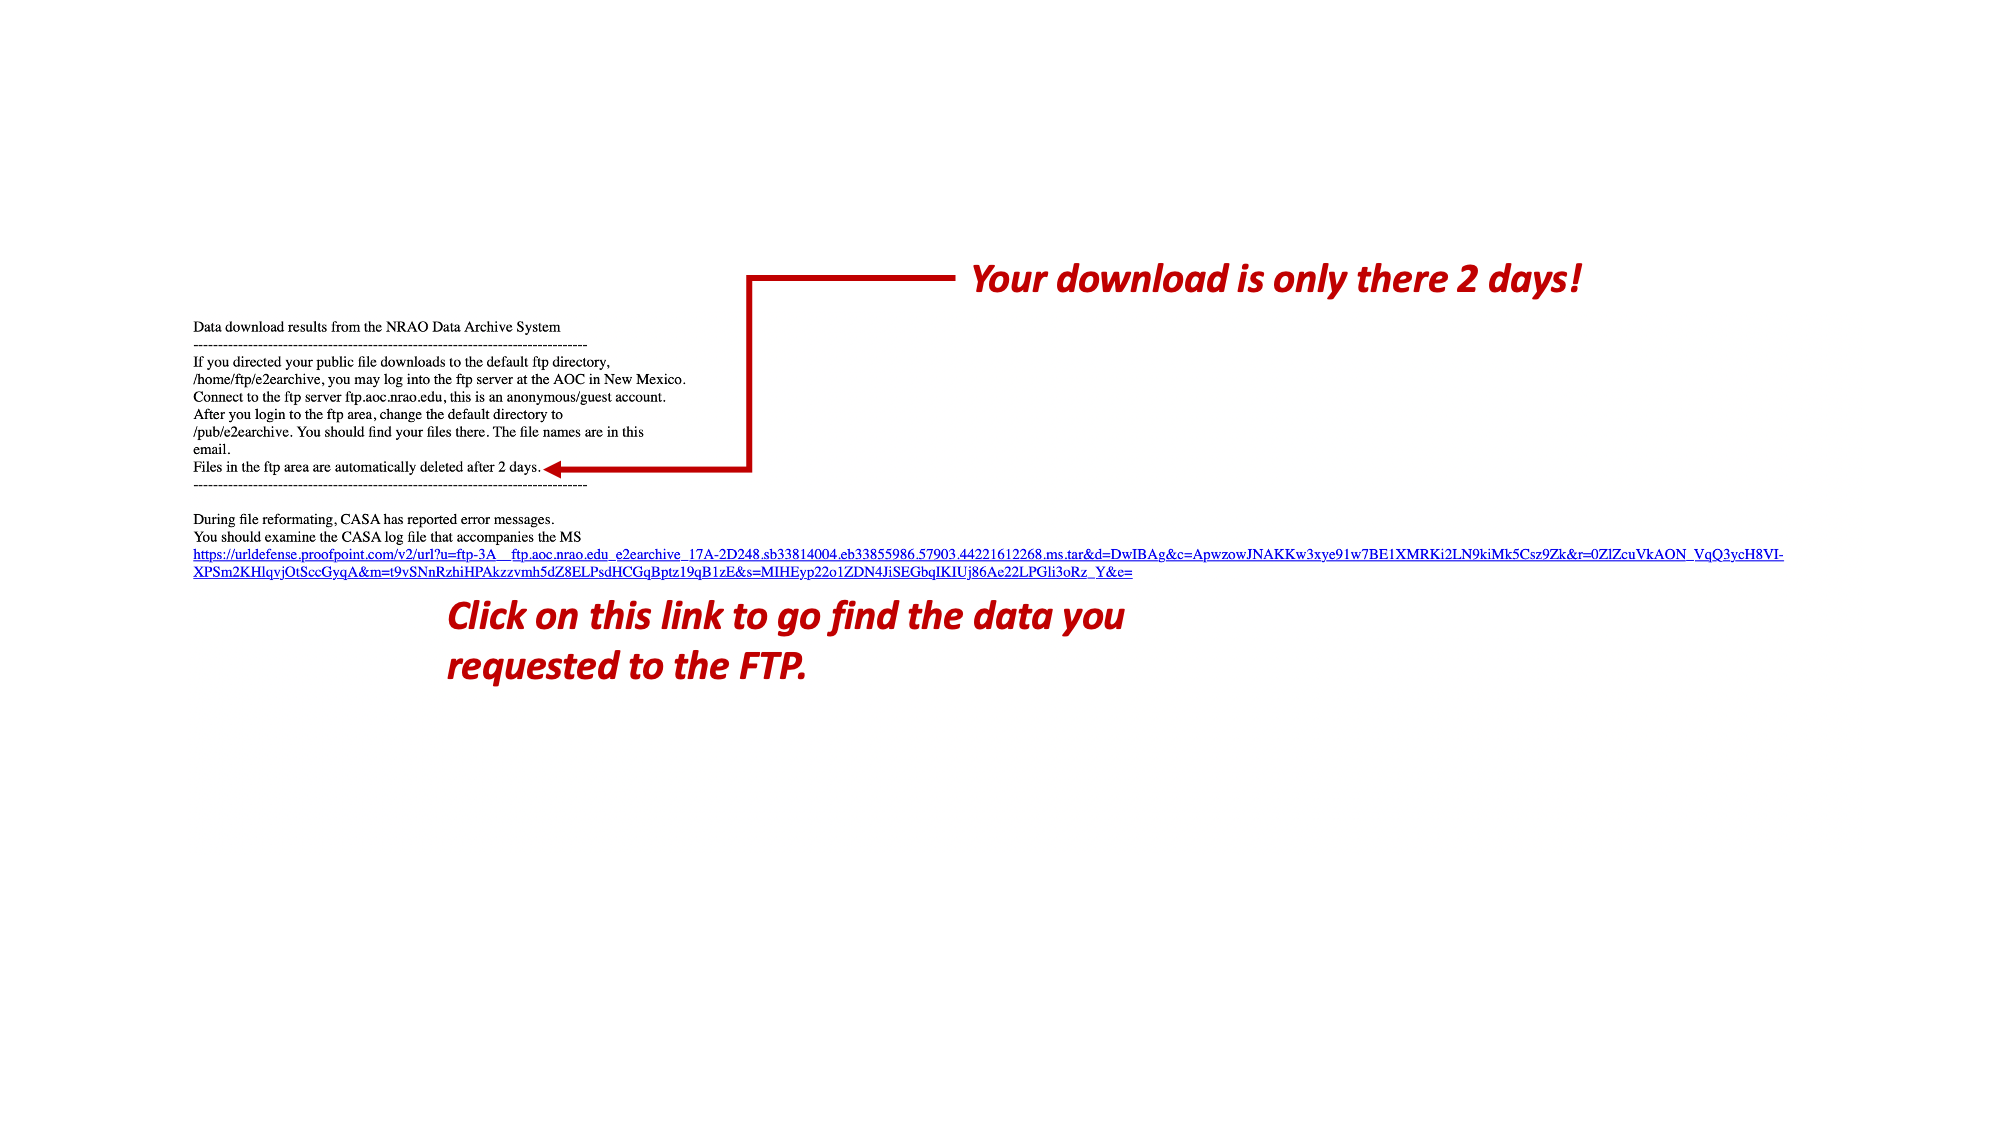 Your download is only there 2 days!
Data download results from the NRAO Data Archive System
--------------------------------------------------------------------------------
If you directed your public file downloads to the default ftp directory,
/home/ftp/e2earchive, you may log into the ftp server at the AOC in New Mexico.
Connect to the ftp server ftp.aoc.nrao.edu, this is an anonymous/guest account.
After you login to the ftp area, change the default directory to
/pub/e2earchive. You should find your files there. The file names are in this
email.
Files in the ftp area are automatically deleted after 2 days.
--------------------------------------------------------------------------------
During file reformating, CASA has reported error messages.
You should examine the CASA log file that accompanies the MS
https://urldefense.proofpoint.com/v2/url?u=ftp-3A__ftp.aoc.nrao.edu_e2earchive_17A-2D248.sb33814004.eb33855986.57903.44221612268.ms.tar&d=DwIBAg&c=ApwzowJNAKKw3xye91w7BE1XMRKi2LN9kiMk5Csz9Zk&r=0ZlZcuVkAON_VqQ3ycH8VI-
XPSm2KHlqvjOtSccGyqA&m=t9vSNnRzhiHPAkzzvmh5dZ8ELPsdHCGqBptz19qB1zE&s=MIHEyp22o1ZDN4JiSEGbqIKIUj86Ae22LPGli3oRz_Y&e=
Click on this link to go find the data you
requested to the FTP.